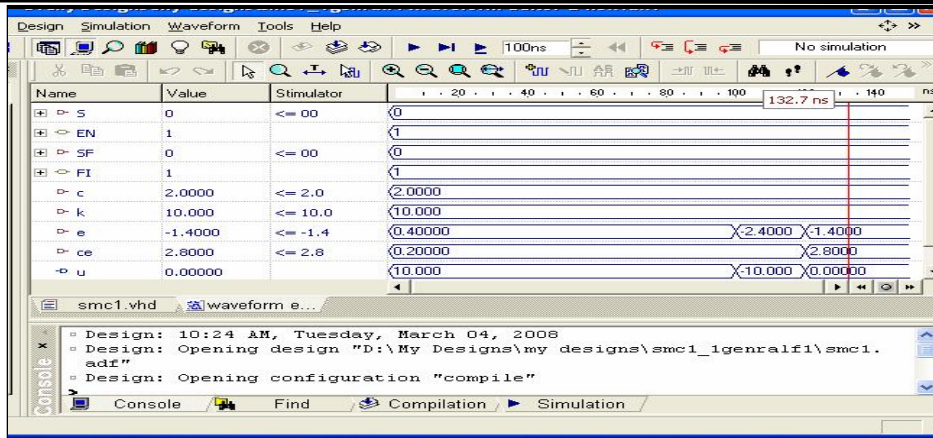 Design Simulation Waveform Tools Help
100ns No simulation
Name Value Stimulator 20 40 60 80 100 140 ns
132.7 ns
S 0 <= 00 0
EN 1 1
SF 0 <= 00 0
FI 1 1
c 2.0000 <= 2.0 2.0000
k 10.000 <= 10.0 10.000
e -1.4000 <= -1.4 0.40000 -2.4000 -1.4000
ce 2.8000 <= 2.8 0.20000 2.8000
u 0.00000 10.000 -10.000 0.00000
smc1.vhd waveform e...
Design: 10:24 AM, Tuesday, March 04, 2008
Design: Opening design "D:\My Designs\my designs\smc1_1genralf1\smc1.
adf"
Design: Opening configuration "compile"
>
Console
Console Find Compilation Simulation